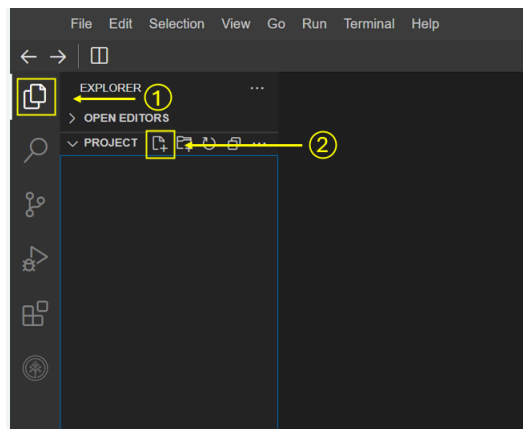 File Edit Selection View Go Run Terminal Help
EXPLORER
1
OPEN EDITORS
PROJECT
2